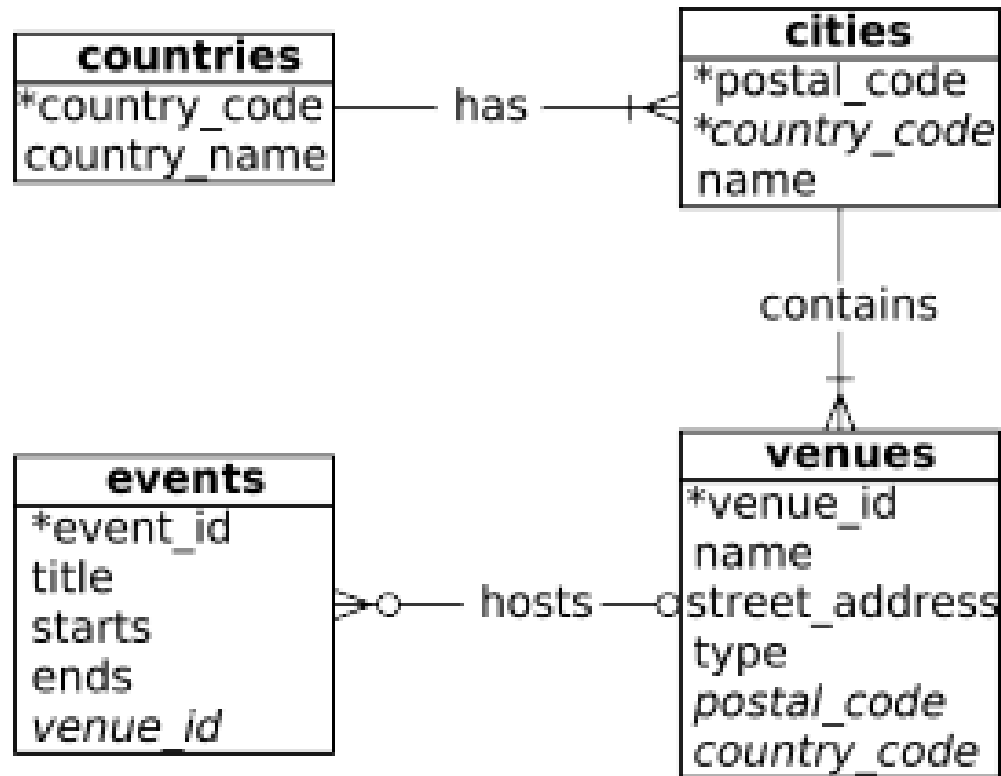 countries
*country_code
country_name
has
cities
*postal_code
*country_code
name
contains
events
*event_id
title
starts
ends
venue_id
hosts
venues
*venue_id
name
street_address
type
postal_code
country_code